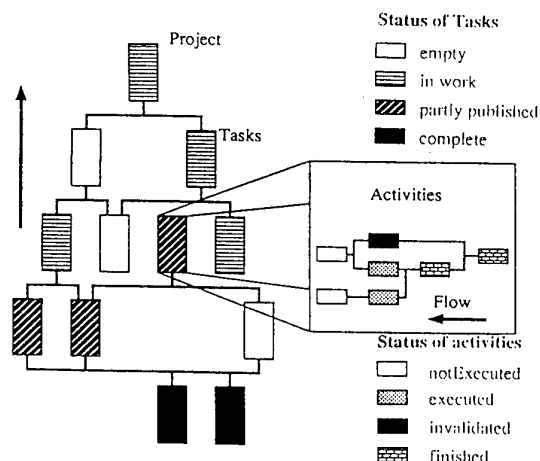 Project
Tasks
Status of Tasks
empty
in work
partly published
complete
Activities
Flow
Status of activities
notExecuted
executed
invalidated
finished